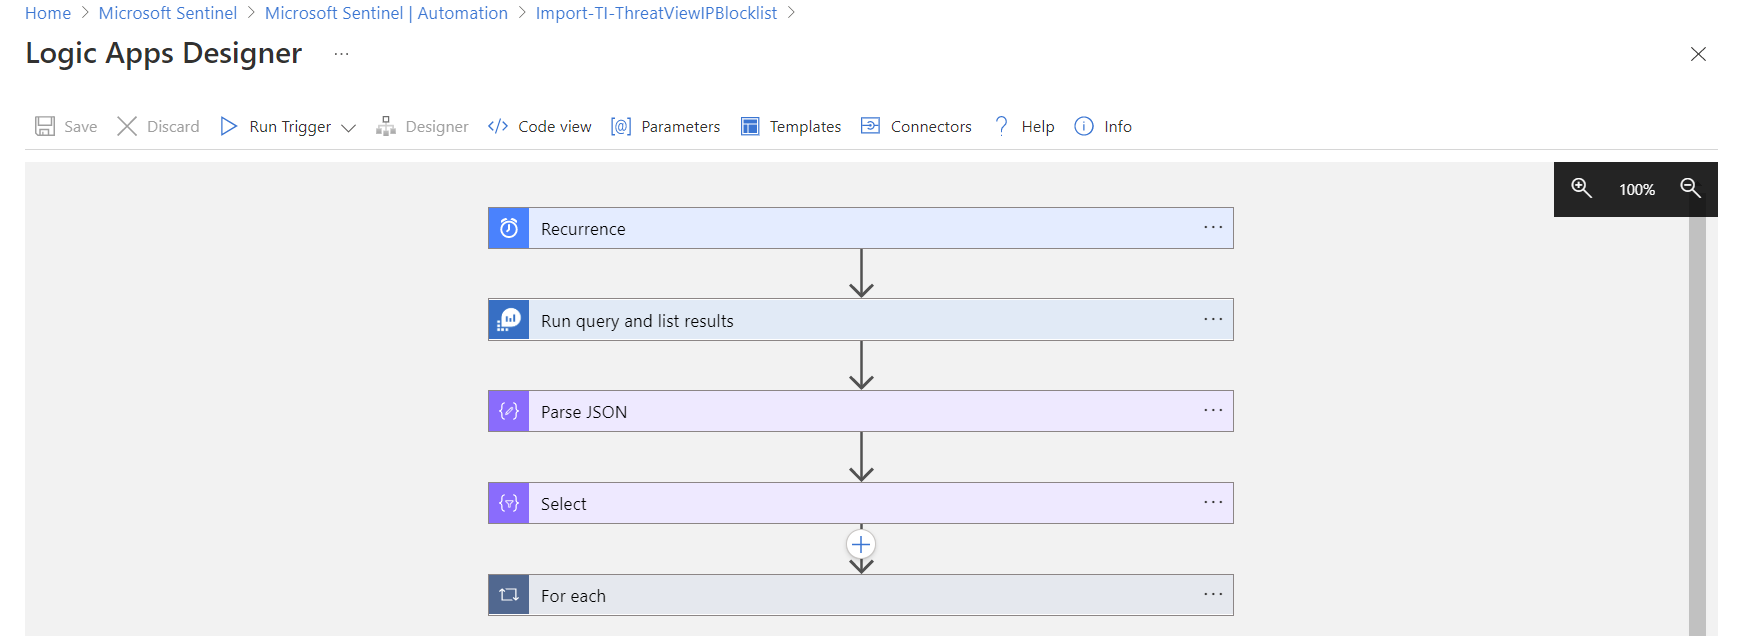 Home > Microsoft Sentinel > Microsoft Sentinel | Automation > Import-TI-ThreatViewIPBlocklist >
Logic Apps Designer ...
Save Discard Run Trigger Designer </> Code view [@] Parameters Templates Connectors ? Help Info
100%
Recurrence ...
Run query and list results ...
Parse JSON ...
Select ...
For each ...